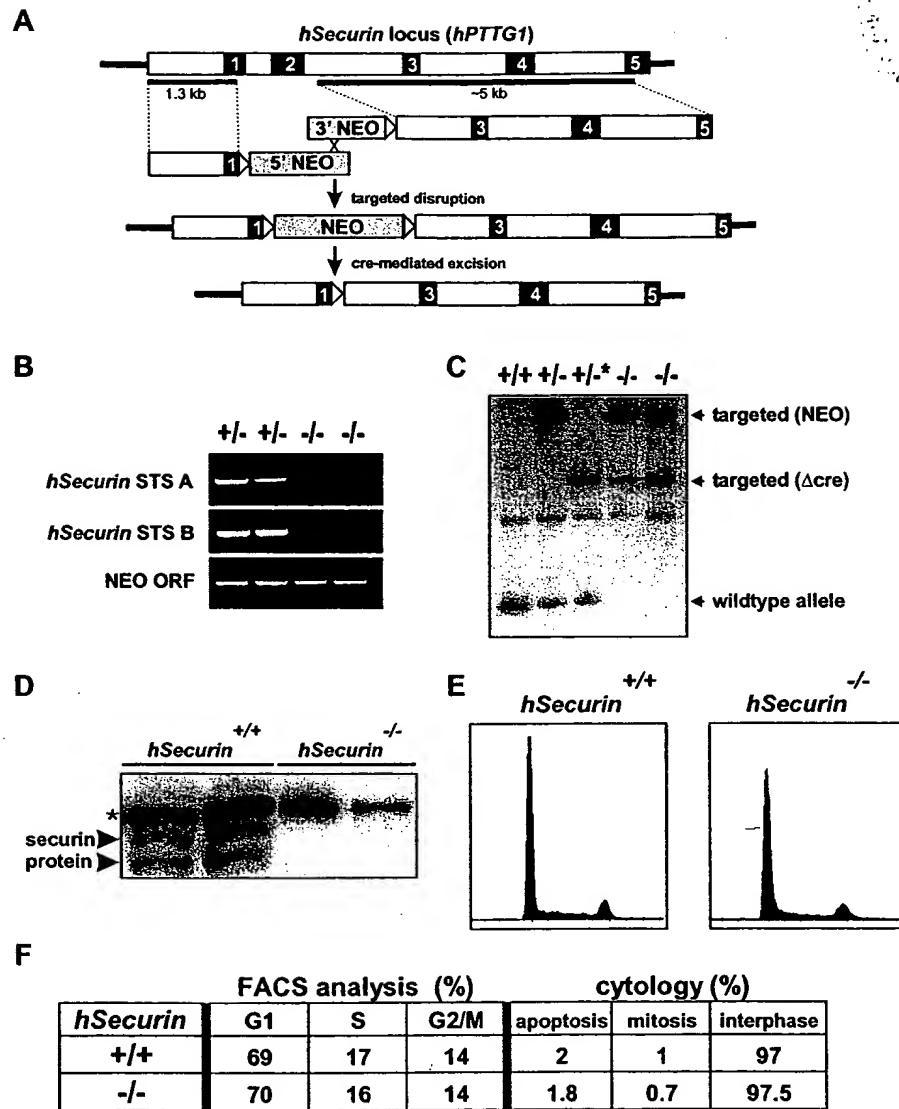 A
hSecurin locus (hPTTG1)
1 2 3 4 5
1.3 kb ~5 kb
3' NEO 3 4 5
1 5' NEO
targeted disruption
1 NEO 3 4 5
cre-mediated excision
1 3 4 5
B
+/- +/- -/- -/-
hSecurin STS A
hSecurin STS B
NEO ORF
C
+/+ +/- +/-* -/- -/-
targeted (NEO)
targeted (Δcre)
wildtype allele
D
hSecurin +/+ hSecurin -/-
*
securin
protein
E
hSecurin +/+ hSecurin -/-
F
FACS analysis (%) cytology (%)
hSecurin G1 S G2/M apoptosis mitosis interphase
+/+ 69 17 14 2 1 97
-/- 70 16 14 1.8 0.7 97.5